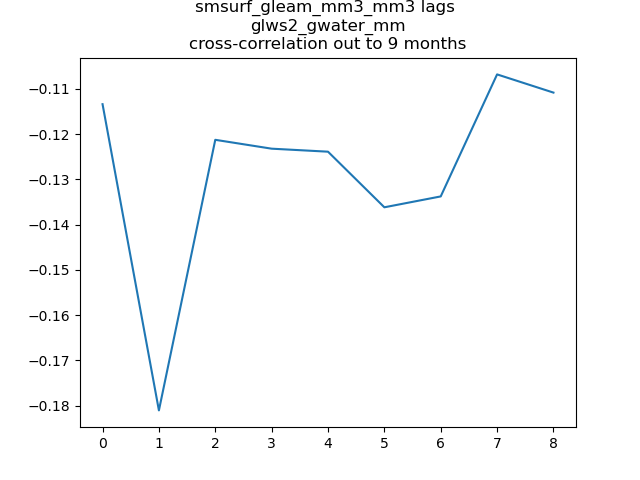 smsurf_gleam_mm3_mm3 lags
glws2_gwater_mm
cross-correlation out to 9 months
−0.11
−0.12
−0.13
−0.14
−0.15
−0.16
−0.17
−0.18
0 1 2 3 4 5 6 7 8